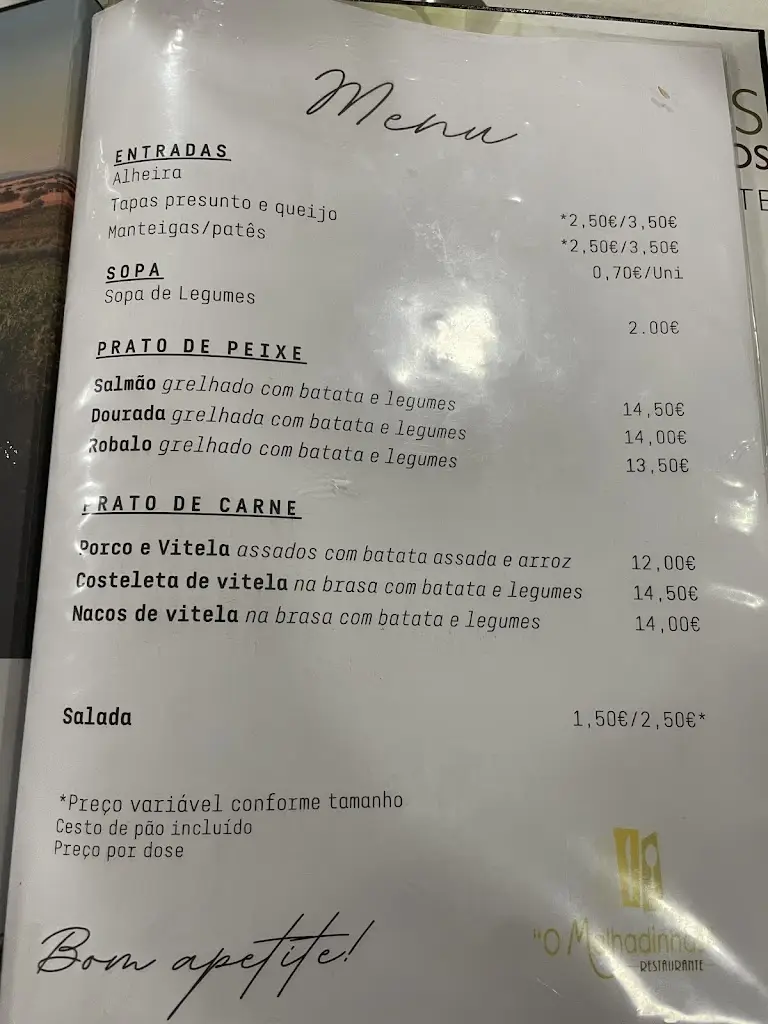 Menu
ENTRADAS
Alheira *2,50€/3,50€
Tapas presunto e queijo *2,50€/3,50€
Manteigas/patês 0,70€/Uni
SOPA
Sopa de Legumes 2.00€
PRATO DE PEIXE
Salmão grelhado com batata e legumes 14,50€
Dourada grelhada com batata e legumes 14,00€
Robalo grelhado com batata e legumes 13,50€
PRATO DE CARNE
Porco e Vitela assados com batata assada e arroz 12,00€
Costeleta de vitela na brasa com batata e legumes 14,50€
Nacos de vitela na brasa com batata e legumes 14,00€
Salada 1,50€/2,50€*
*Preço variável conforme tamanho
Cesto de pão incluído
Preço por dose
Bom apetite!
RESTAURANTE